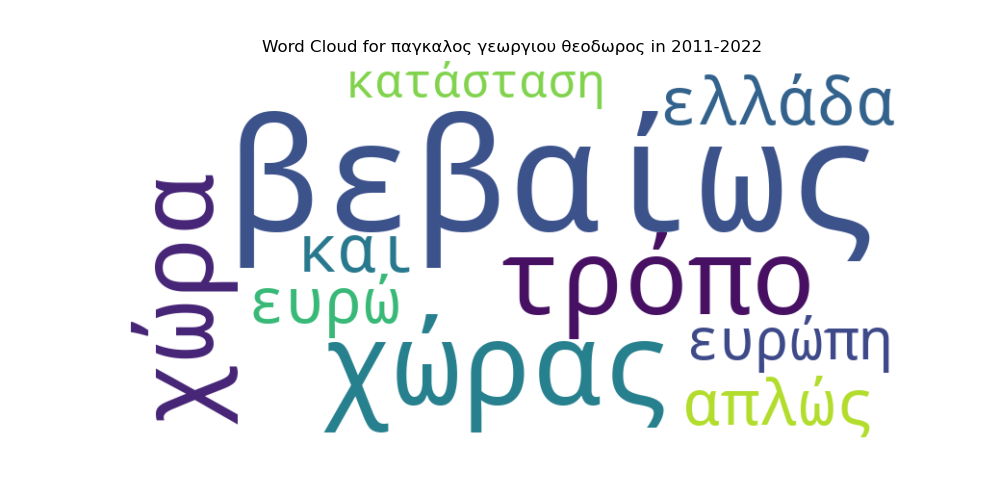 Word Cloud for παγκαλος γεωργιου θεοδωρος in 2011-2022
κατάσταση
ελλάδα
βεβαίως
χώρα
και
τρόπο
ευρώ
ευρώπη
χώρας
απλώς